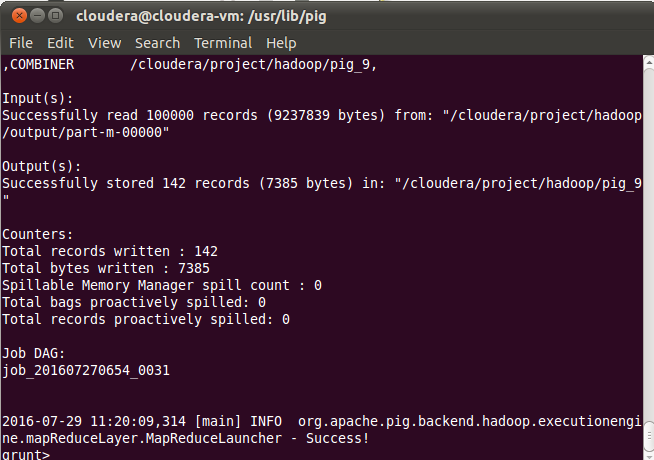 cloudera@cloudera-vm: /usr/lib/pig
File Edit View Search Terminal Help
,COMBINER /cloudera/project/hadoop/pig_9,
Input(s):
Successfully read 100000 records (9237839 bytes) from: "/cloudera/project/hadoop
/output/part-m-00000"
Output(s):
Successfully stored 142 records (7385 bytes) in: "/cloudera/project/hadoop/pig_9
"
Counters:
Total records written : 142
Total bytes written : 7385
Spillable Memory Manager spill count : 0
Total bags proactively spilled: 0
Total records proactively spilled: 0
Job DAG:
job_201607270654_0031
2016-07-29 11:20:09,314 [main] INFO  org.apache.pig.backend.hadoop.executionengi
ne.mapReduceLayer.MapReduceLauncher - Success!
grunt>